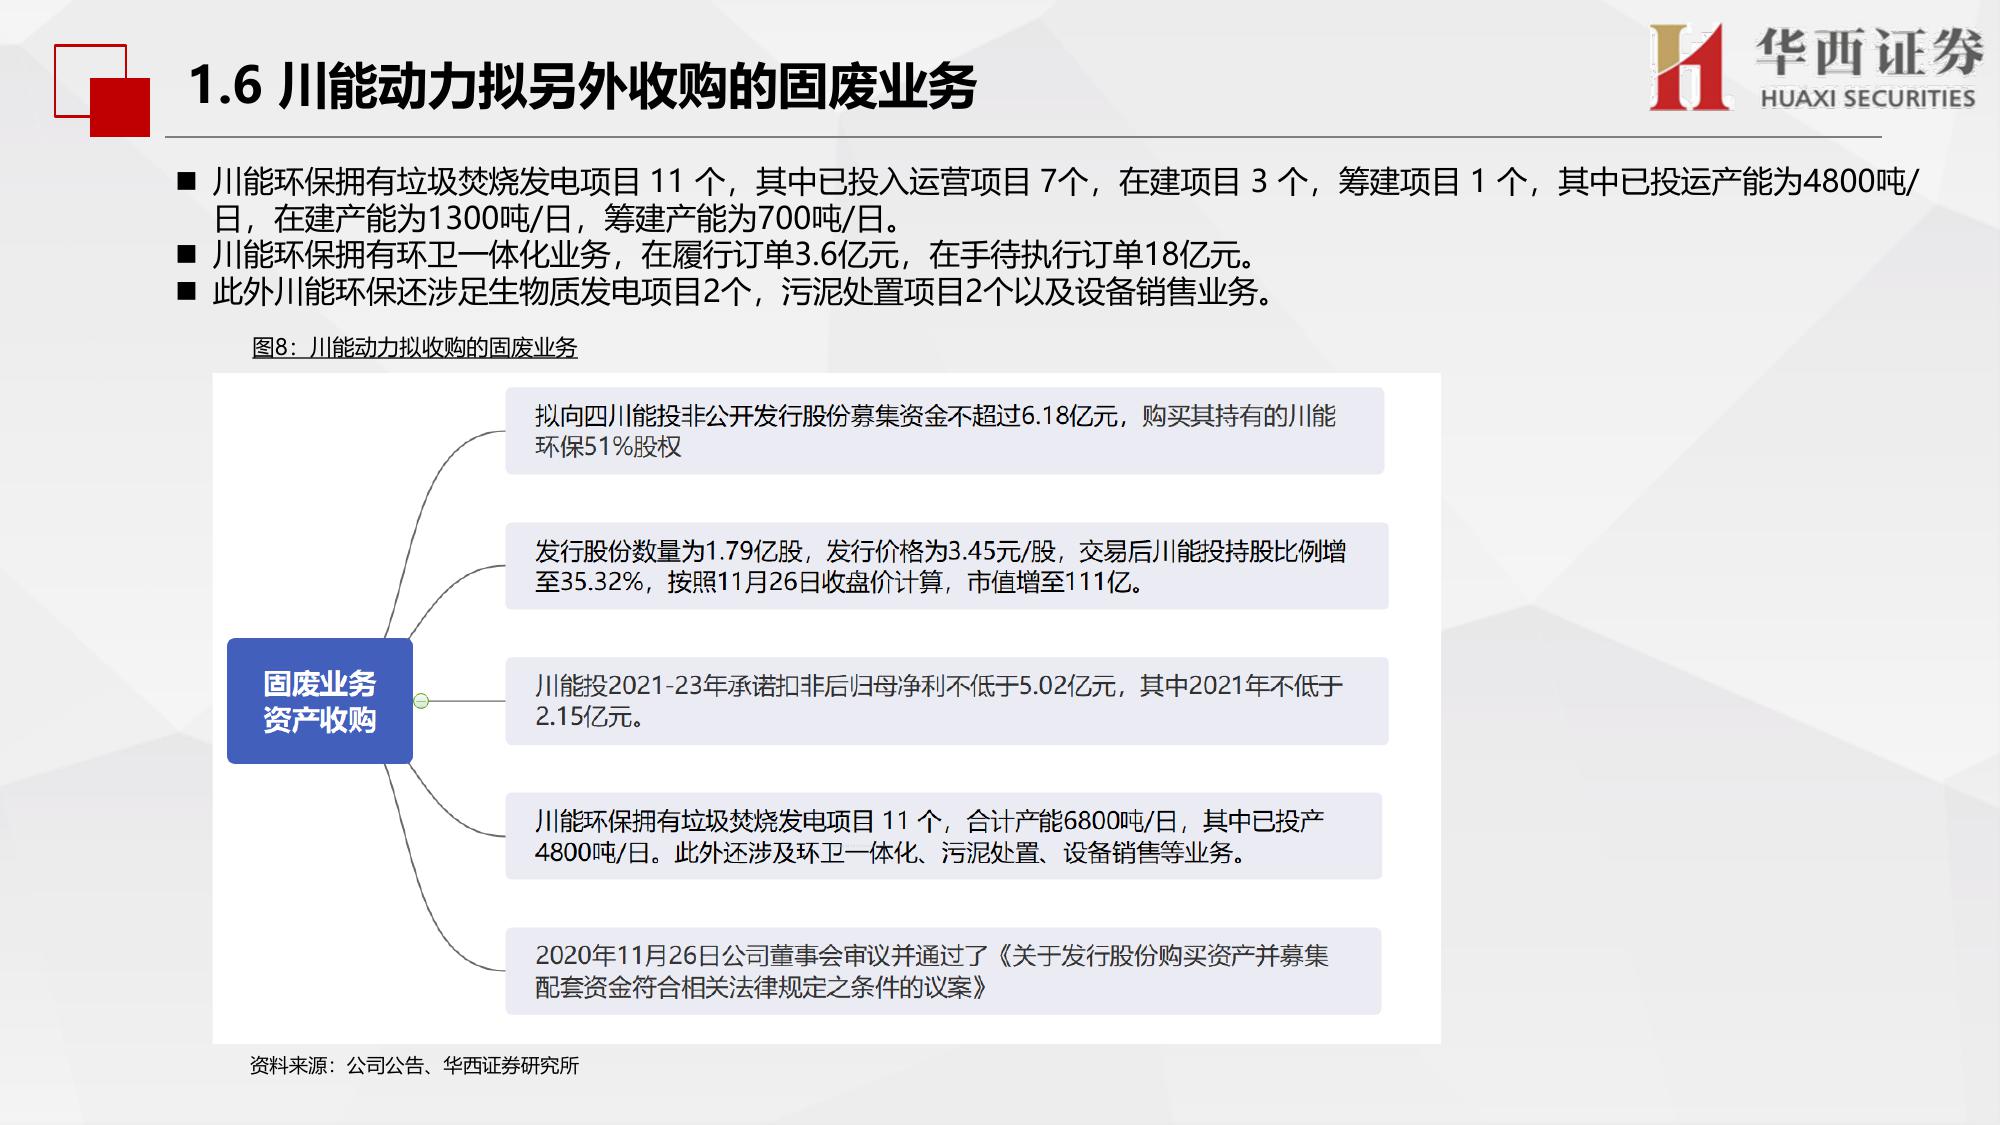 华西证券
HUAXI SECURITIES
1.6 川能动力拟另外收购的固废业务
■ 川能环保拥有垃圾焚烧发电项目 11 个，其中已投入运营项目 7个，在建项目 3 个，筹建项目 1 个，其中已投运产能为4800吨/
日，在建产能为1300吨/日，筹建产能为700吨/日。
■ 川能环保拥有环卫一体化业务，在履行订单3.6亿元，在手待执行订单18亿元。
■ 此外川能环保还涉足生物质发电项目2个，污泥处置项目2个以及设备销售业务。
图8：川能动力拟收购的固废业务
拟向四川能投非公开发行股份募集资金不超过6.18亿元，购买其持有的川能
环保51%股权
发行股份数量为1.79亿股，发行价格为3.45元/股，交易后川能投持股比例增
至35.32%，按照11月26日收盘价计算，市值增至111亿。
固废业务
资产收购
川能投2021-23年承诺扣非后归母净利不低于5.02亿元，其中2021年不低于
2.15亿元。
川能环保拥有垃圾焚烧发电项目 11 个，合计产能6800吨/日，其中已投产
4800吨/日。此外还涉及环卫一体化、污泥处置、设备销售等业务。
2020年11月26日公司董事会审议并通过了《关于发行股份购买资产并募集
配套资金符合相关法律规定之条件的议案》
资料来源：公司公告、华西证券研究所